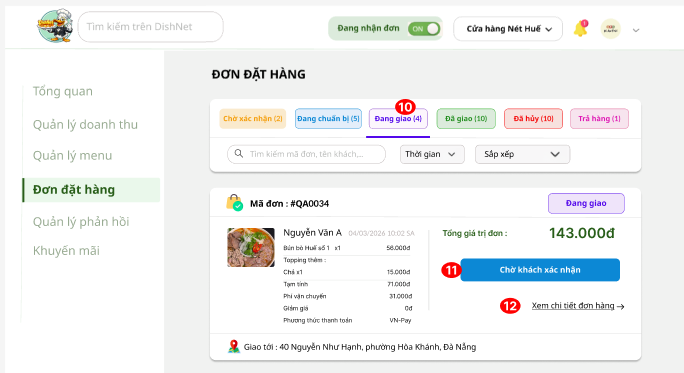 Tìm kiếm trên DishNet
Đang nhận đơn ON
Cửa hàng Nét Huế
ĐƠN ĐẶT HÀNG
Tổng quan
Quản lý doanh thu
Quản lý menu
Đơn đặt hàng
Quản lý phản hồi
Khuyến mãi
10
Chờ xác nhận (2) Đang chuẩn bị (5) Đang giao (4) Đã giao (10) Đã hủy (10) Trả hàng (1)
Tìm kiếm mã đơn, tên khách... Thời gian Sắp xếp
Mã đơn : #QA0034 Đang giao
Nguyễn Văn A 04/03/2026 10:02 SA
Bún bò Huế số 1 x1 56.000đ
Topping thêm :
Chả x1 15.000đ
Tạm tính 71.000đ
Phí vận chuyển 31.000đ
Giảm giá 0đ
Phương thức thanh toán VN-Pay
Tổng giá trị đơn : 143.000đ
11 Chờ khách xác nhận
12 Xem chi tiết đơn hàng →
Giao tới : 40 Nguyễn Như Hạnh, phường Hòa Khánh, Đà Nẵng